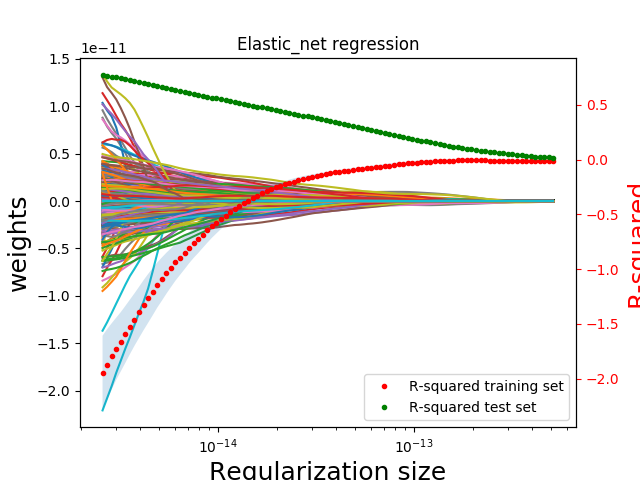 Elastic_net regression
1e−11
1.5
1.0
0.5
0.0
−0.5
−1.0
−1.5
−2.0
weights
0.5
0.0
−0.5
−1.0
−1.5
−2.0
R-squared
R-squared training set
R-squared test set
10⁻¹⁴
10⁻¹³
Regularization size